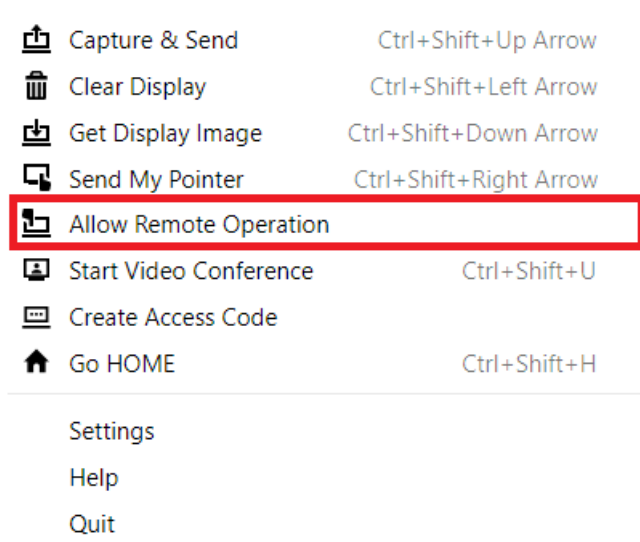 Capture & Send Ctrl+Shift+Up Arrow
Clear Display Ctrl+Shift+Left Arrow
Get Display Image Ctrl+Shift+Down Arrow
Send My Pointer Ctrl+Shift+Right Arrow
Allow Remote Operation
Start Video Conference Ctrl+Shift+U
Create Access Code
Go HOME Ctrl+Shift+H
Settings
Help
Quit